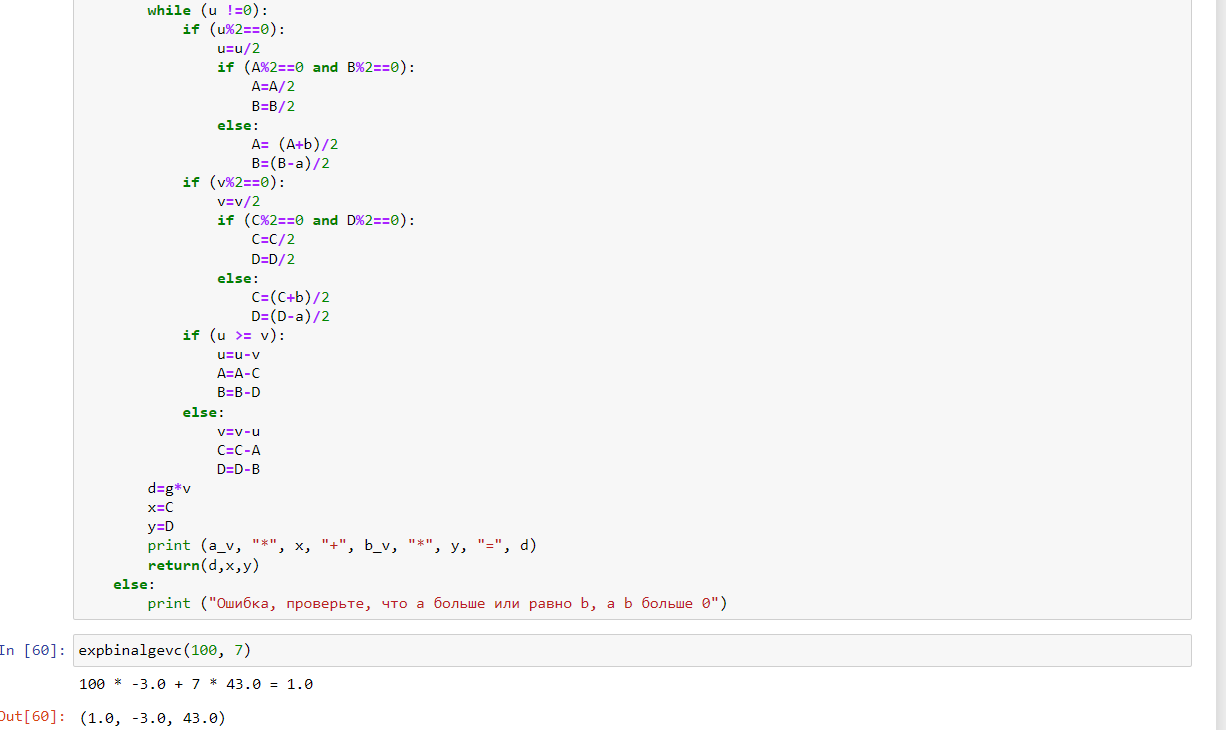 while (u !=0):
if (u%2==0):
u=u/2
if (A%2==0 and B%2==0):
A=A/2
B=B/2
else:
A= (A+b)/2
B=(B-a)/2
if (v%2==0):
v=v/2
if (C%2==0 and D%2==0):
C=C/2
D=D/2
else:
C=(C+b)/2
D=(D-a)/2
if (u >= v):
u=u-v
A=A-C
B=B-D
else:
v=v-u
C=C-A
D=D-B
d=g*v
x=C
y=D
print (a_v, "*", x, "+", b_v, "*", y, "=", d)
return(d,x,y)
else:
print ("Ошибка, проверьте, что a больше или равно b, а b больше 0")
In [60]: expbinalgevc(100, 7)
100 * -3.0 + 7 * 43.0 = 1.0
Out[60]: (1.0, -3.0, 43.0)